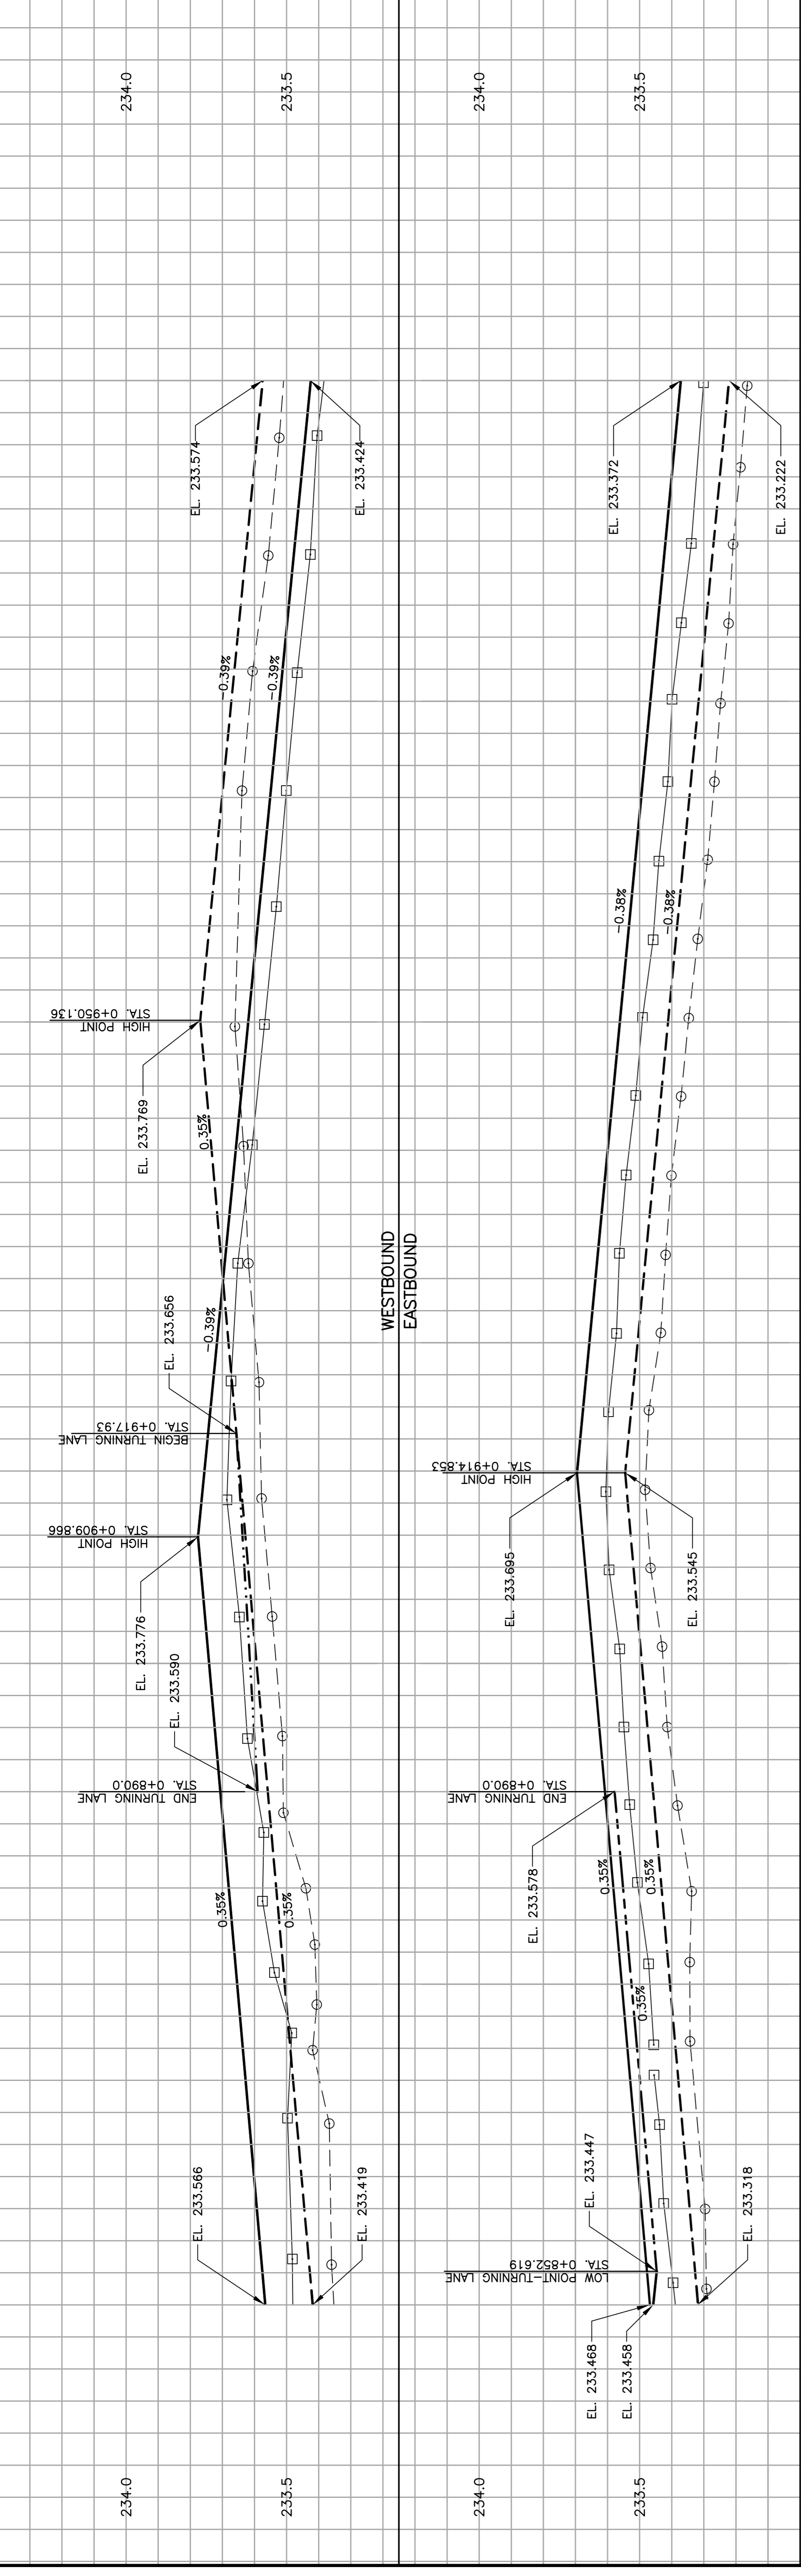 234.0
233.5
234.0
233.5
EL. 233.574
EL. 233.424
EL. 233.372
EL. 233.222
-0.39%
-0.39%
-0.38%
-0.38%
HIGH POINT
STA. 0+950.136
EL. 233.769
0.35%
WESTBOUND
EASTBOUND
-0.39%
EL. 233.656
BEGIN TURNING LANE
STA. 0+917.93
HIGH POINT
STA. 0+914.853
EL. 233.695
EL. 233.545
HIGH POINT
STA. 0+909.866
EL. 233.776
EL. 233.590
END TURNING LANE
STA. 0+890.0
END TURNING LANE
STA. 0+890.0
EL. 233.578
0.35%
0.35%
0.35%
0.35%
0.35%
EL. 233.566
EL. 233.419
EL. 233.447
EL. 233.318
LOW POINT-TURNING LANE
STA. 0+852.619
EL. 233.468
EL. 233.458
234.0
233.5
234.0
233.5